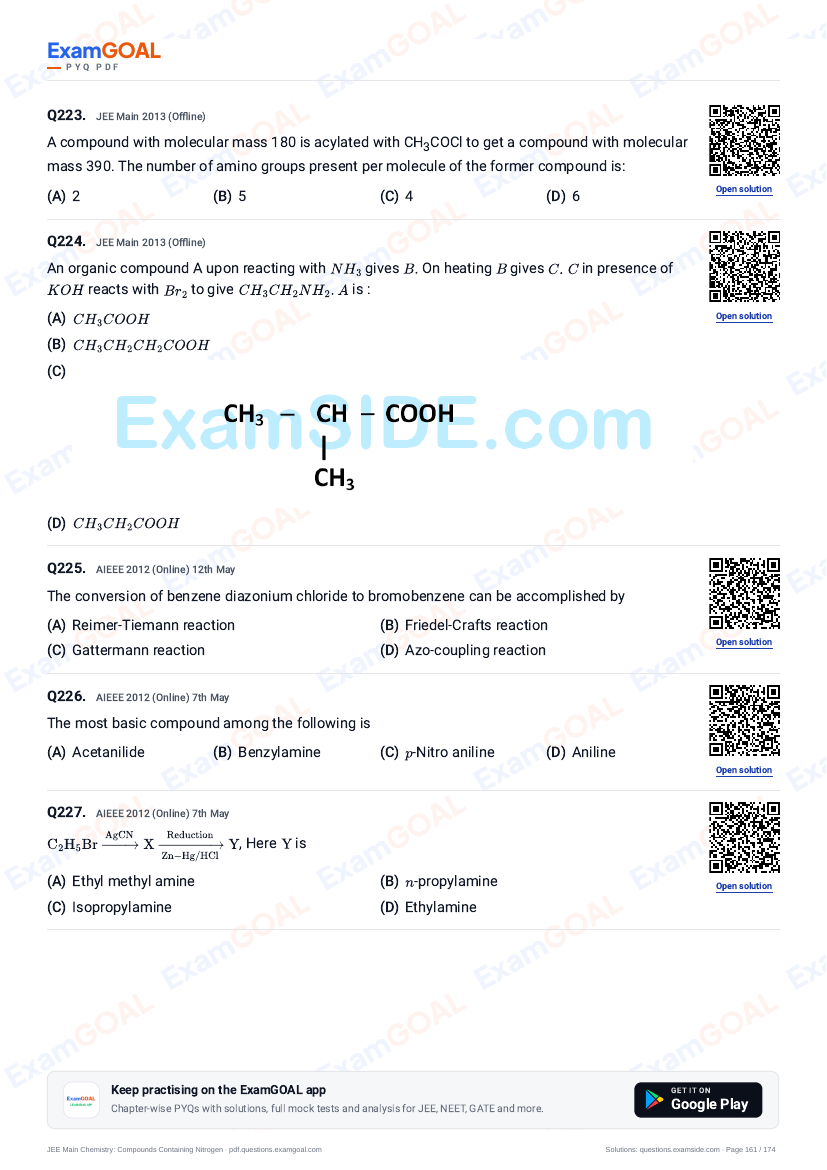 ExamGOAL
PYQ PDF
Q223. JEE Main 2013 (Offline)
A compound with molecular mass 180 is acylated with CH₃COCl to get a compound with molecular
mass 390. The number of amino groups present per molecule of the former compound is:
(A) 2 (B) 5 (C) 4 (D) 6
Open solution
Q224. JEE Main 2013 (Offline)
An organic compound A upon reacting with NH₃ gives B. On heating B gives C. C in presence of
KOH reacts with Br₂ to give CH₃CH₂NH₂. A is :
(A) CH₃COOH
(B) CH₃CH₂CH₂COOH
(C)
Open solution
ExamSIDE.com
CH₃ – CH – COOH
|
CH₃
(D) CH₃CH₂COOH
Q225. AIEEE 2012 (Online) 12th May
The conversion of benzene diazonium chloride to bromobenzene can be accomplished by
(A) Reimer-Tiemann reaction (B) Friedel-Crafts reaction
(C) Gattermann reaction (D) Azo-coupling reaction
Open solution
Q226. AIEEE 2012 (Online) 7th May
The most basic compound among the following is
(A) Acetanilide (B) Benzylamine (C) p-Nitro aniline (D) Aniline
Open solution
Q227. AIEEE 2012 (Online) 7th May
AgCN Reduction
C₂H₅Br ⟶ X ⟶ Y, Here Y is
Zn−Hg/HCl
(A) Ethyl methyl amine (B) n-propylamine
(C) Isopropylamine (D) Ethylamine
Open solution
Keep practising on the ExamGOAL app
Chapter-wise PYQs with solutions, full mock tests and analysis for JEE, NEET, GATE and more.
GET IT ON
Google Play
JEE Main Chemistry: Compounds Containing Nitrogen · pdf.questions.examgoal.com
Solutions: questions.examside.com · Page 161 / 174